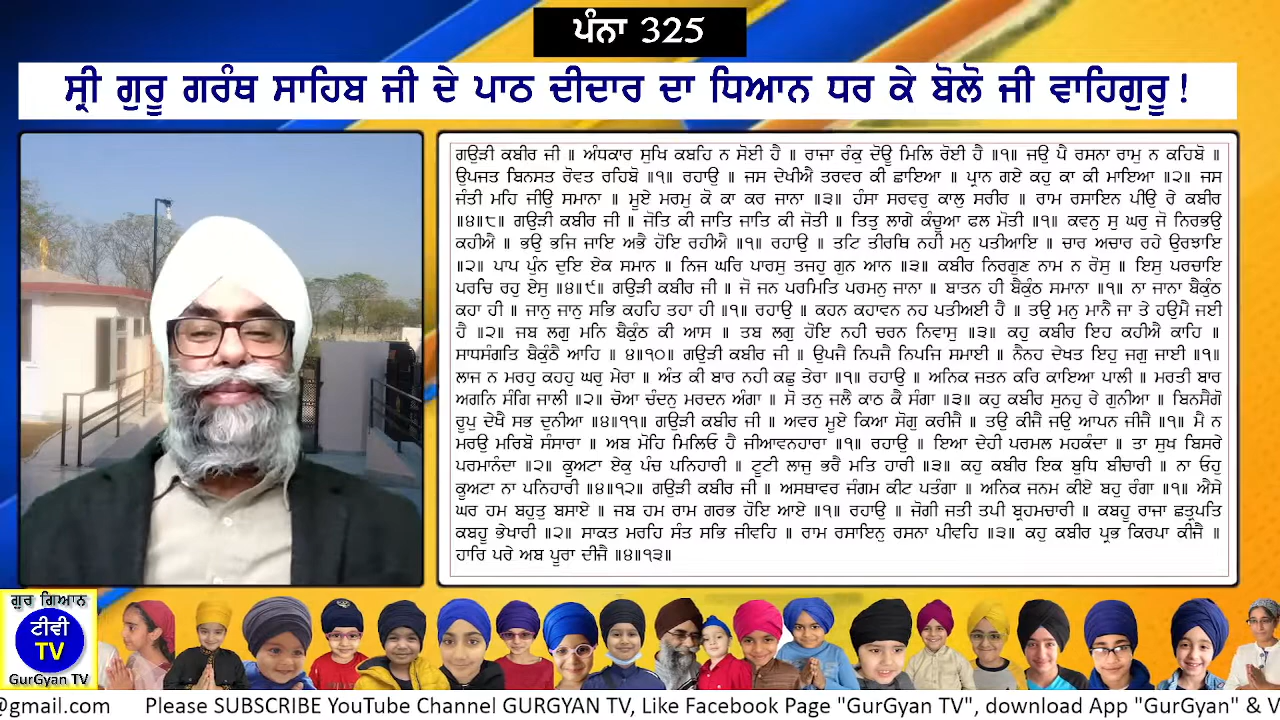 ਪੰਨਾ 325
ਸ੍ਰੀ ਗੁਰੂ ਗਰੰਥ ਸਾਹਿਬ ਜੀ ਦੇ ਪਾਠ ਦੀਦਾਰ ਦਾ ਧਿਆਨ ਧਰ ਕੇ ਬੋਲੋ ਜੀ ਵਾਹਿਗੁਰੂ!
ਗਉੜੀ ਕਬੀਰ ਜੀ ॥ ਅੰਧਕਾਰ ਸੁਖਿ ਕਬਹਿ ਨ ਸੋਈ ਹੈ ॥ ਰਾਜਾ ਰੰਕੁ ਦੋਊ ਮਿਲਿ ਰੋਈ ਹੈ ॥੧॥ ਜਉ ਪੈ ਰਸਨਾ ਰਾਮੁ ਨ ਕਹਿਬੋ ॥
ਉਪਜਤ ਬਿਨਸਤ ਰੋਵਤ ਰਹਿਬੋ ॥੧॥ ਰਹਾਉ ॥ ਜਸ ਦੇਖੀਐ ਤਰਵਰ ਕੀ ਛਾਇਆ ॥ ਪ੍ਰਾਨ ਗਏ ਕਹੁ ਕਾ ਕੀ ਮਾਇਆ ॥੨॥ ਜਸ
ਜੰਤੀ ਮਹਿ ਜੀਉ ਸਮਾਨਾ ॥ ਮੂਏ ਮਰਮੁ ਕੋ ਕਾ ਕਰ ਜਾਨਾ ॥੩॥ ਹੰਸਾ ਸਰਵਰੁ ਕਾਲੁ ਸਰੀਰ ॥ ਰਾਮ ਰਸਾਇਨ ਪੀਉ ਰੇ ਕਬੀਰ
॥੪॥੮॥ ਗਉੜੀ ਕਬੀਰ ਜੀ ॥ ਜੋਤਿ ਕੀ ਜਾਤਿ ਜਾਤਿ ਕੀ ਜੋਤੀ ॥ ਤਿਤੁ ਲਾਗੇ ਕੰਚੂਆ ਫਲ ਮੋਤੀ ॥੧॥ ਕਵਨੁ ਸੁ ਘਰੁ ਜੋ ਨਿਰਭਉ
ਕਹੀਐ ॥ ਭਉ ਭਜਿ ਜਾਇ ਅਭੈ ਹੋਇ ਰਹੀਐ ॥੧॥ ਰਹਾਉ ॥ ਤਟਿ ਤੀਰਥਿ ਨਹੀ ਮਨੁ ਪਤੀਆਇ ॥ ਚਾਰ ਅਚਾਰ ਰਹੇ ਉਰਝਾਇ
॥੨॥ ਪਾਪ ਪੁੰਨ ਦੁਇ ਏਕ ਸਮਾਨ ॥ ਨਿਜ ਘਰਿ ਪਾਰਸੁ ਤਜਹੁ ਗੁਨ ਆਨ ॥੩॥ ਕਬੀਰ ਨਿਰਗੁਣ ਨਾਮ ਨ ਰੋਸੁ ॥ ਇਸੁ ਪਰਚਾਇ
ਪਰਚਿ ਰਹੁ ਏਸੁ ॥੪॥੯॥ ਗਉੜੀ ਕਬੀਰ ਜੀ ॥ ਜੋ ਜਨ ਪਰਮਿਤਿ ਪਰਮਨੁ ਜਾਨਾ ॥ ਬਾਤਨ ਹੀ ਬੈਕੁੰਠ ਸਮਾਨਾ ॥੧॥ ਨਾ ਜਾਨਾ ਬੈਕੁੰਠ
ਕਹਾ ਹੀ ॥ ਜਾਨੁ ਜਾਨੁ ਸਭਿ ਕਹਹਿ ਤਹਾ ਹੀ ॥੧॥ ਰਹਾਉ ॥ ਕਹਨ ਕਹਾਵਨ ਨਹ ਪਤੀਅਈ ਹੈ ॥ ਤਉ ਮਨੁ ਮਾਨੈ ਜਾ ਤੇ ਹਉਮੈ ਜਈ
ਹੈ ॥੨॥ ਜਬ ਲਗੁ ਮਨਿ ਬੈਕੁੰਠ ਕੀ ਆਸ ॥ ਤਬ ਲਗੁ ਹੋਇ ਨਹੀ ਚਰਨ ਨਿਵਾਸੁ ॥੩॥ ਕਹੁ ਕਬੀਰ ਇਹ ਕਹੀਐ ਕਾਹਿ ॥
ਸਾਧਸੰਗਤਿ ਬੈਕੁੰਠੈ ਆਹਿ ॥ ੪॥੧੦॥ ਗਉੜੀ ਕਬੀਰ ਜੀ ॥ ਉਪਜੈ ਨਿਪਜੈ ਨਿਪਜਿ ਸਮਾਈ ॥ ਨੈਨਹ ਦੇਖਤ ਇਹੁ ਜਗੁ ਜਾਈ ॥੧॥
ਲਾਜ ਨ ਮਰਹੁ ਕਹਹੁ ਘਰੁ ਮੇਰਾ ॥ ਅੰਤ ਕੀ ਬਾਰ ਨਹੀ ਕਛੁ ਤੇਰਾ ॥੧॥ ਰਹਾਉ ॥ ਅਨਿਕ ਜਤਨ ਕਰਿ ਕਾਇਆ ਪਾਲੀ ॥ ਮਰਤੀ ਬਾਰ
ਅਗਨਿ ਸੰਗਿ ਜਾਲੀ ॥੨॥ ਚੋਆ ਚੰਦਨੁ ਮਰਦਨ ਅੰਗਾ ॥ ਸੋ ਤਨੁ ਜਲੈ ਕਾਠ ਕੈ ਸੰਗਾ ॥੩॥ ਕਹੁ ਕਬੀਰ ਸੁਨਹੁ ਰੇ ਗੁਨੀਆ ॥ ਬਿਨਸੈਗੋ
ਰੂਪੁ ਦੇਖੈ ਸਭ ਦੁਨੀਆ ॥੪॥੧੧॥ ਗਉੜੀ ਕਬੀਰ ਜੀ ॥ ਅਵਰ ਮੂਏ ਕਿਆ ਸੋਗੁ ਕਰੀਜੈ ॥ ਤਉ ਕੀਜੈ ਜਉ ਆਪਨ ਜੀਜੈ ॥੧॥ ਮੈ ਨ
ਮਰਉ ਮਰਿਬੋ ਸੰਸਾਰਾ ॥ ਅਬ ਮੋਹਿ ਮਿਲਿਓ ਹੈ ਜੀਆਵਨਹਾਰਾ ॥੧॥ ਰਹਾਉ ॥ ਇਆ ਦੇਹੀ ਪਰਮਲ ਮਹਕੰਦਾ ॥ ਤਾ ਸੁਖ ਬਿਸਰੇ
ਪਰਮਾਨੰਦਾ ॥੨॥ ਕੂਅਟਾ ਏਕੁ ਪੰਚ ਪਨਿਹਾਰੀ ॥ ਟੂਟੀ ਲਾਜੁ ਭਰੈ ਮਤਿ ਹਾਰੀ ॥੩॥ ਕਹੁ ਕਬੀਰ ਇਕ ਬੁਧਿ ਬੀਚਾਰੀ ॥ ਨਾ ਓਹੁ
ਕੂਅਟਾ ਨਾ ਪਨਿਹਾਰੀ ॥੪॥੧੨॥ ਗਉੜੀ ਕਬੀਰ ਜੀ ॥ ਅਸਥਾਵਰ ਜੰਗਮ ਕੀਟ ਪਤੰਗਾ ॥ ਅਨਿਕ ਜਨਮ ਕੀਏ ਬਹੁ ਰੰਗਾ ॥੧॥ ਐਸੇ
ਘਰ ਹਮ ਬਹੁਤੁ ਬਸਾਏ ॥ ਜਬ ਹਮ ਰਾਮ ਗਰਭ ਹੋਇ ਆਏ ॥੧॥ ਰਹਾਉ ॥ ਜੋਗੀ ਜਤੀ ਤਪੀ ਬ੍ਰਹਮਚਾਰੀ ॥ ਕਬਹੂ ਰਾਜਾ ਛਤ੍ਰਪਤਿ
ਕਬਹੂ ਭੇਖਾਰੀ ॥੨॥ ਸਾਕਤ ਮਰਹਿ ਸੰਤ ਸਭਿ ਜੀਵਹਿ ॥ ਰਾਮ ਰਸਾਇਨੁ ਰਸਨਾ ਪੀਵਹਿ ॥੩॥ ਕਹੁ ਕਬੀਰ ਪ੍ਰਭ ਕਿਰਪਾ ਕੀਜੈ ॥
ਹਾਰਿ ਪਰੇ ਅਬ ਪੂਰਾ ਦੀਜੈ ॥੪॥੧੩॥
ਗੁਰ ਗਿਆਨ
ਟੀਵੀ
TV
GurGyan TV
@gmail.com Please SUBSCRIBE YouTube Channel GURGYAN TV, Like Facebook Page "GurGyan TV", download App "GurGyan" & V